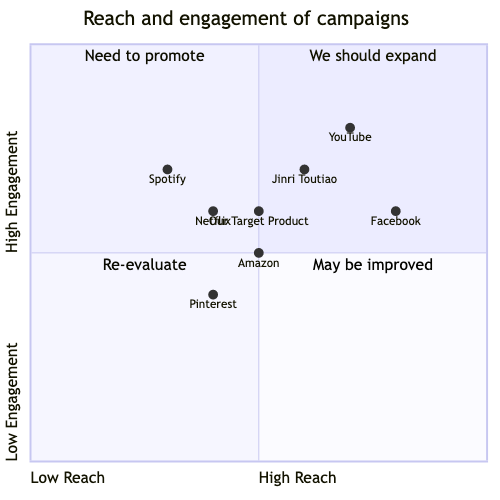 Reach and engagement of campaigns
Need to promote
We should expand
YouTube
Spotify
Jinri Toutiao
Netflix
Our Target Product
Facebook
Re-evaluate
Amazon
May be improved
Pinterest
High Engagement
Low Engagement
Low Reach
High Reach